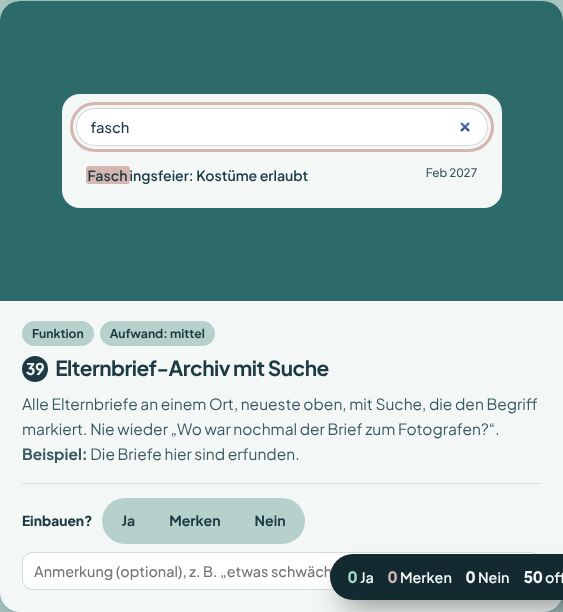 fasch
Faschingsfeier: Kostüme erlaubt
Feb 2027
Funktion
Aufwand: mittel
39 Elternbrief-Archiv mit Suche
Alle Elternbriefe an einem Ort, neueste oben, mit Suche, die den Begriff
markiert. Nie wieder „Wo war nochmal der Brief zum Fotografen?“.
Beispiel: Die Briefe hier sind erfunden.
Einbauen? Ja Merken Nein
Anmerkung (optional), z. B. „etwas schwäch
0 Ja 0 Merken 0 Nein 50 off